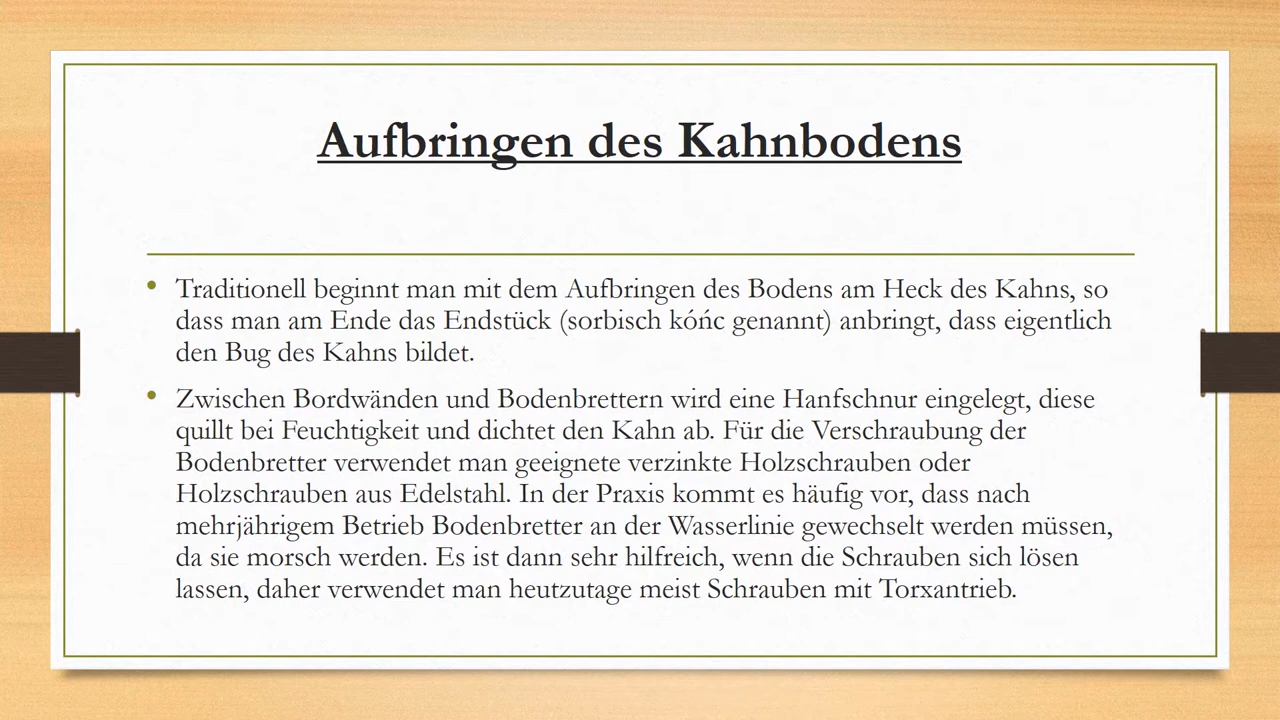 Aufbringen des Kahnbodens
• Traditionell beginnt man mit dem Aufbringen des Bodens am Heck des Kahns, so
dass man am Ende das Endstück (sorbisch kóńc genannt) anbringt, dass eigentlich
den Bug des Kahns bildet.
• Zwischen Bordwänden und Bodenbrettern wird eine Hanfschnur eingelegt, diese
quillt bei Feuchtigkeit und dichtet den Kahn ab. Für die Verschraubung der
Bodenbretter verwendet man geeignete verzinkte Holzschrauben oder
Holzschrauben aus Edelstahl. In der Praxis kommt es häufig vor, dass nach
mehrjährigem Betrieb Bodenbretter an der Wasserlinie gewechselt werden müssen,
da sie morsch werden. Es ist dann sehr hilfreich, wenn die Schrauben sich lösen
lassen, daher verwendet man heutzutage meist Schrauben mit Torxantrieb.